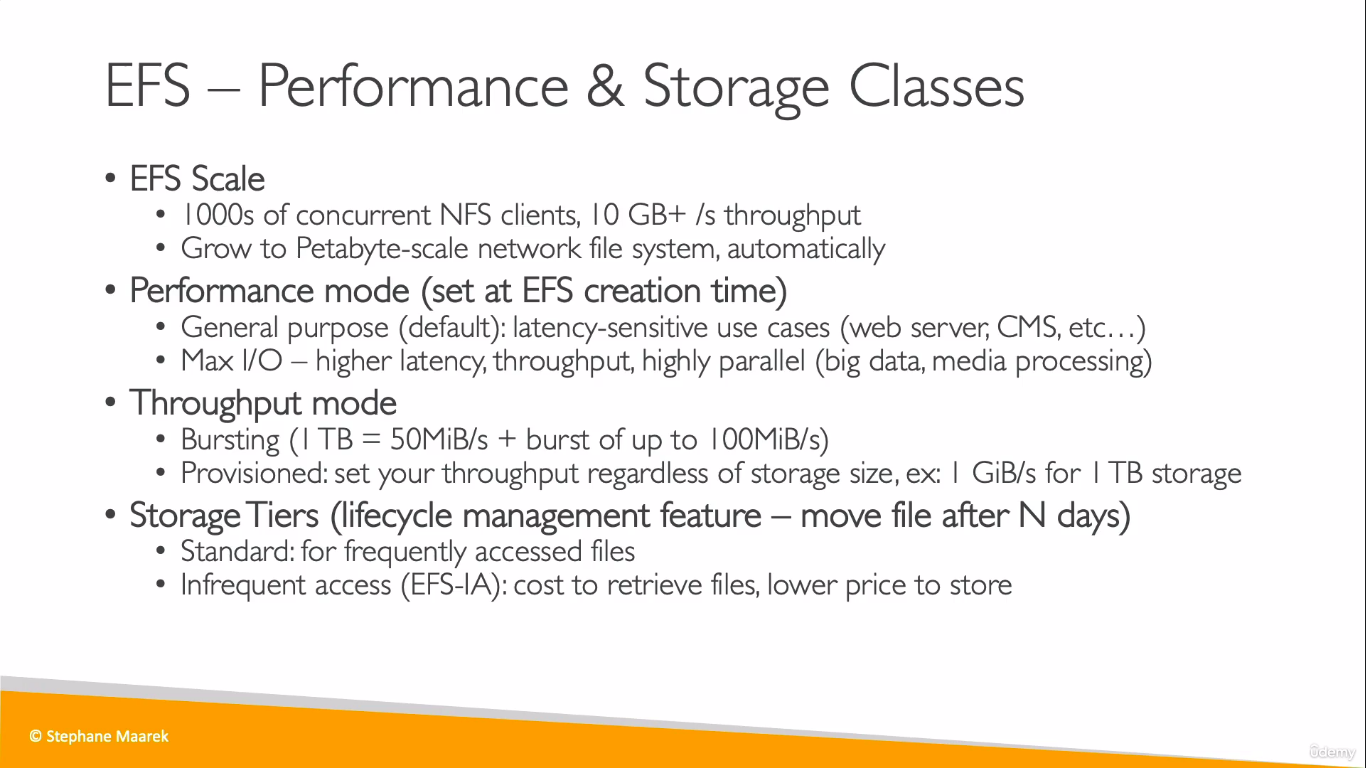 EFS – Performance & Storage Classes
• EFS Scale
• 1000s of concurrent NFS clients, 10 GB+ /s throughput
• Grow to Petabyte-scale network file system, automatically
• Performance mode (set at EFS creation time)
• General purpose (default): latency-sensitive use cases (web server, CMS, etc…)
• Max I/O – higher latency, throughput, highly parallel (big data, media processing)
• Throughput mode
• Bursting (1 TB = 50MiB/s + burst of up to 100MiB/s)
• Provisioned: set your throughput regardless of storage size, ex: 1 GiB/s for 1 TB storage
• Storage Tiers (lifecycle management feature – move file after N days)
• Standard: for frequently accessed files
• Infrequent access (EFS-IA): cost to retrieve files, lower price to store
© Stephane Maarek
ûdemy